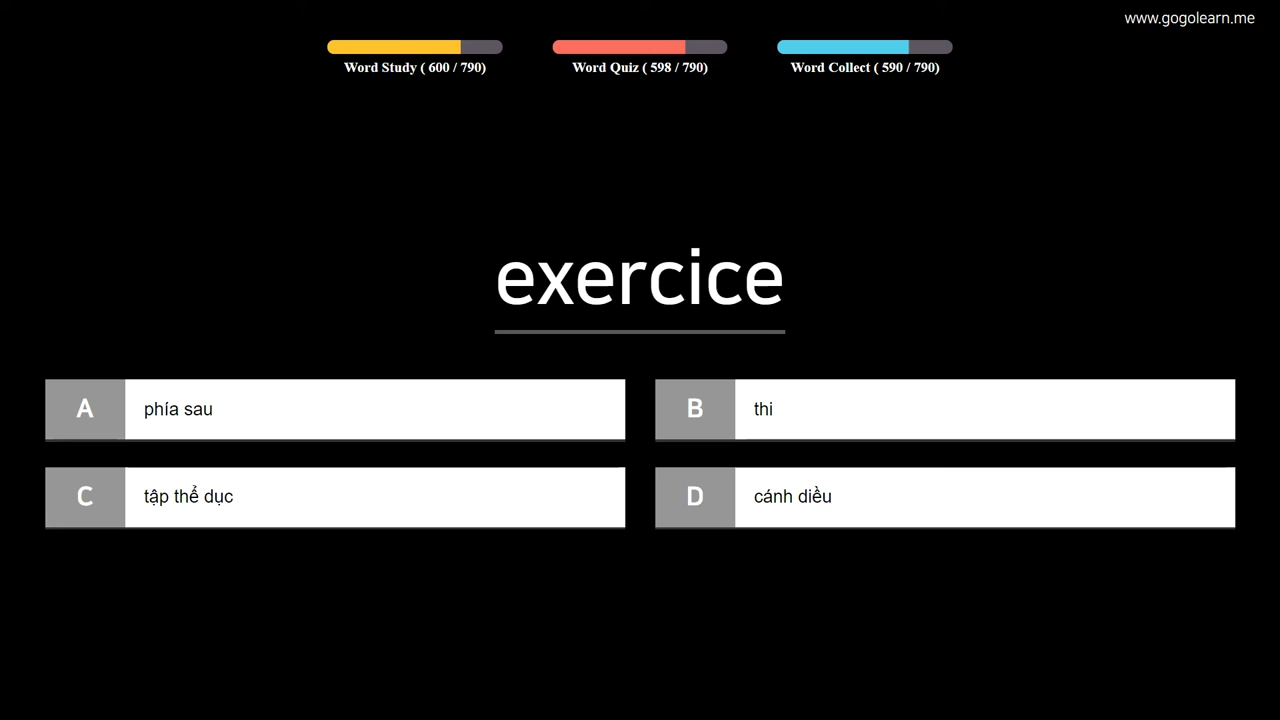 www.gogolearn.me
Word Study ( 600 / 790)
Word Quiz ( 598 / 790)
Word Collect ( 590 / 790)
exercice
A phía sau
B thi
C tập thể dục
D cánh diều